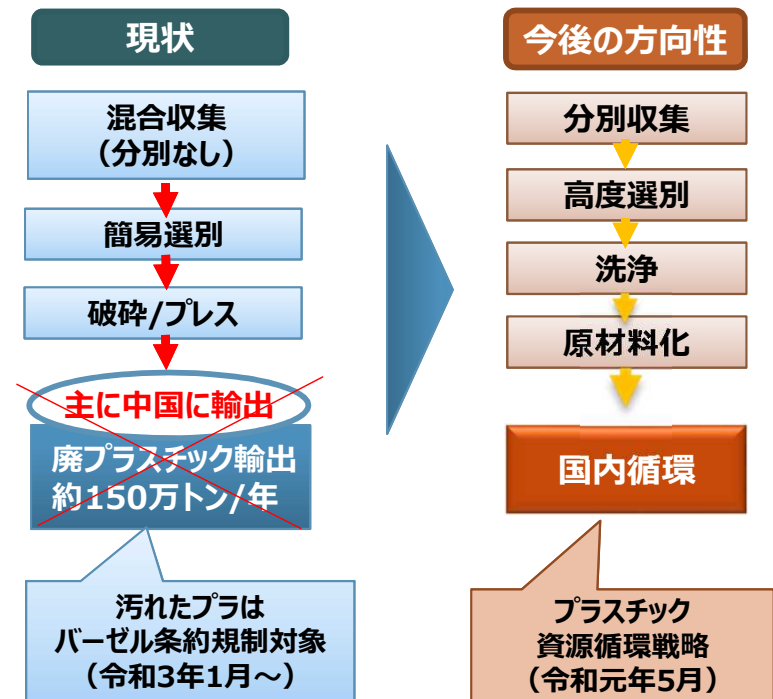 現状
混合収集
（分別なし）
簡易選別
破砕/プレス
主に中国に輸出
廃プラスチック輸出
約150万トン/年
汚れたプラは
バーゼル条約規制対象
（令和3年1月～）
今後の方向性
分別収集
高度選別
洗浄
原材料化
国内循環
プラスチック
資源循環戦略
（令和元年5月）